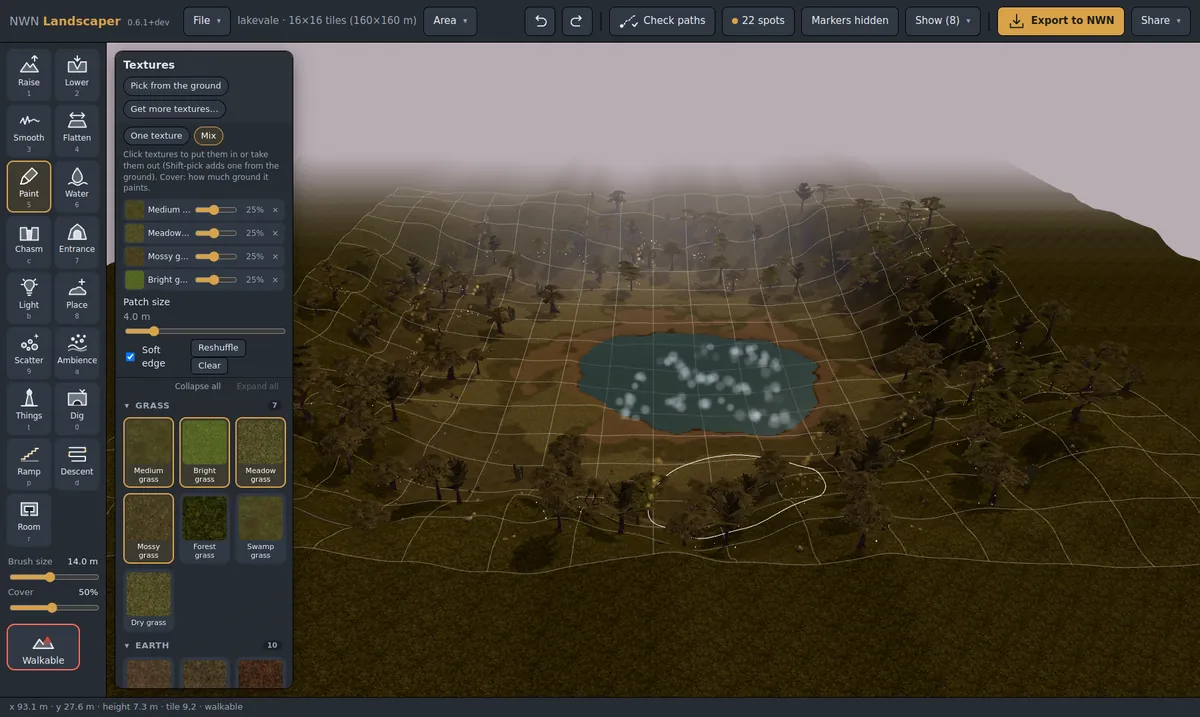 NWN Landscaper 0.6.1+dev
File ▾
lakevale · 16×16 tiles (160×160 m)
Area ▾
Check paths
22 spots
Markers hidden
Show (8) ▾
Export to NWN
Share ▾
Raise
1
Lower
2
Smooth
3
Flatten
4
Paint
5
Water
6
Chasm
c
Entrance
7
Light
b
Place
8
Scatter
9
Ambience
a
Things
t
Dig
0
Ramp
p
Descent
d
Room
r
Brush size 14.0 m
Cover 50%
Walkable
Textures
Pick from the ground
Get more textures...
One texture
Mix
Click textures to put them in or take
them out (Shift-pick adds one from the
ground). Cover: how much ground it
paints.
Medium ... 25% ×
Meadow... 25% ×
Mossy g... 25% ×
Bright g... 25% ×
Patch size
4.0 m
Soft
edge
Reshuffle
Clear
Collapse all Expand all
▾ GRASS 7
Medium
grass
Bright
grass
Meadow
grass
Mossy
grass
Forest
grass
Swamp
grass
Dry grass
▾ EARTH 10
x 93.1 m · y 27.6 m · height 7.3 m · tile 9,2 · walkable